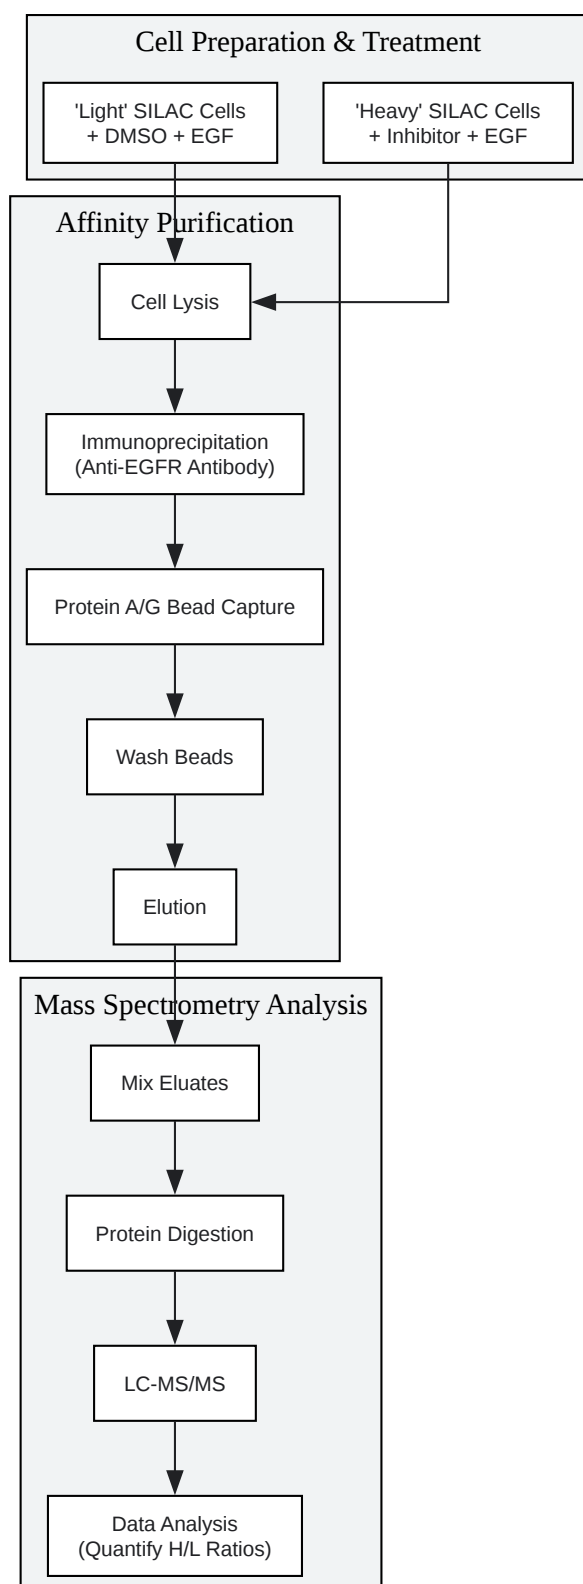 Cell Preparation & Treatment
'Light' SILAC Cells
+ DMSO + EGF
'Heavy' SILAC Cells
+ Inhibitor + EGF
Affinity Purification
Cell Lysis
Immunoprecipitation
(Anti-EGFR Antibody)
Protein A/G Bead Capture
Wash Beads
Elution
Mass Spectrometry Analysis
Mix Eluates
Protein Digestion
LC-MS/MS
Data Analysis
(Quantify H/L Ratios)